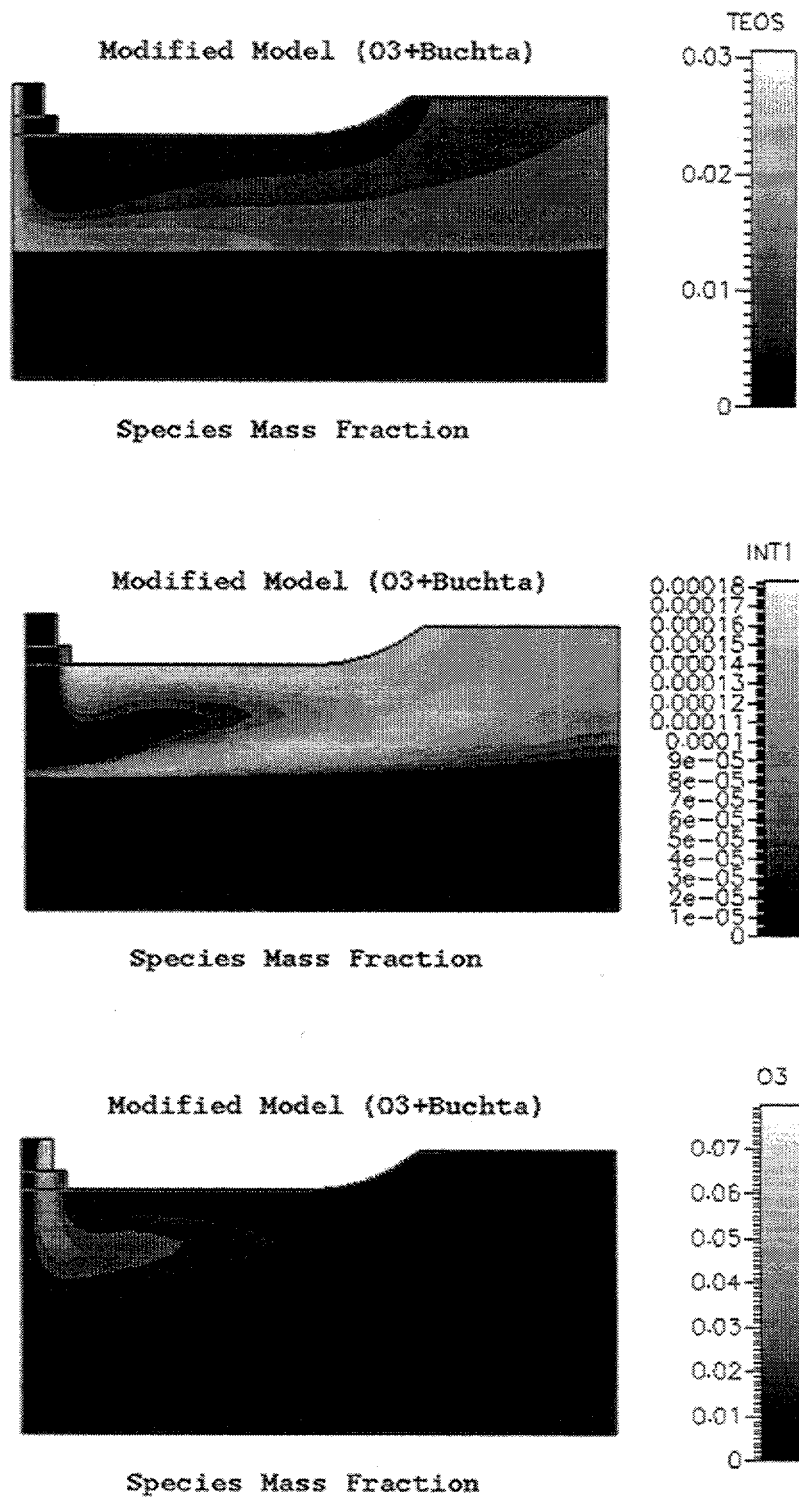 TEOS
Modified Model (O3+Buchta)
0.03
0.02
0.01
0
Species Mass Fraction
INT1
Modified Model (O3+Buchta)
0.00018
0.00017
0.00016
0.00015
0.00014
0.00013
0.00012
0.00011
0.0001
9e-05
8e-05
7e-05
6e-05
5e-05
4e-05
3e-05
2e-05
1e-05
0
Species Mass Fraction
O3
Modified Model (O3+Buchta)
0.07
0.06
0.05
0.04
0.03
0.02
0.01
0
Species Mass Fraction